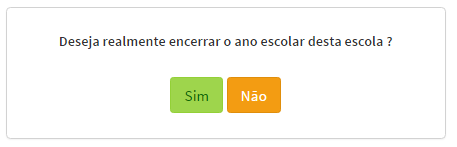 Deseja realmente encerrar o ano escolar desta escola ?
Sim Não